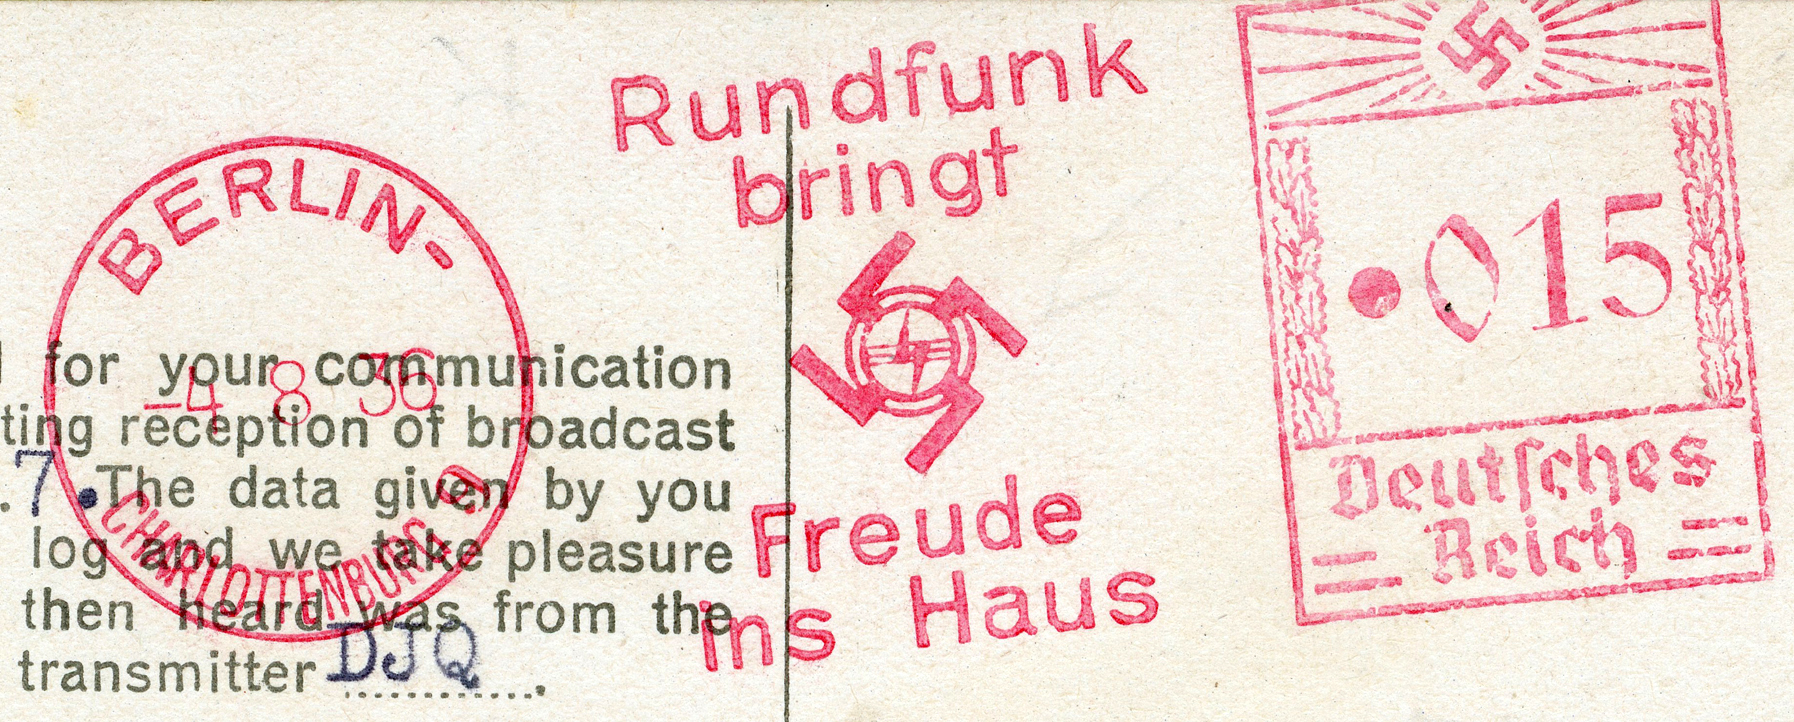 Rundfunk
bringt
Freude
ins Haus
BERLIN-
CHARLOTTENBURG 9
-4 8 36
·015
Deutsches
Reich
for your communication
ting reception of broadcast
.7. The data given by you
log and we take pleasure
then heard was from the
transmitter DJQ .